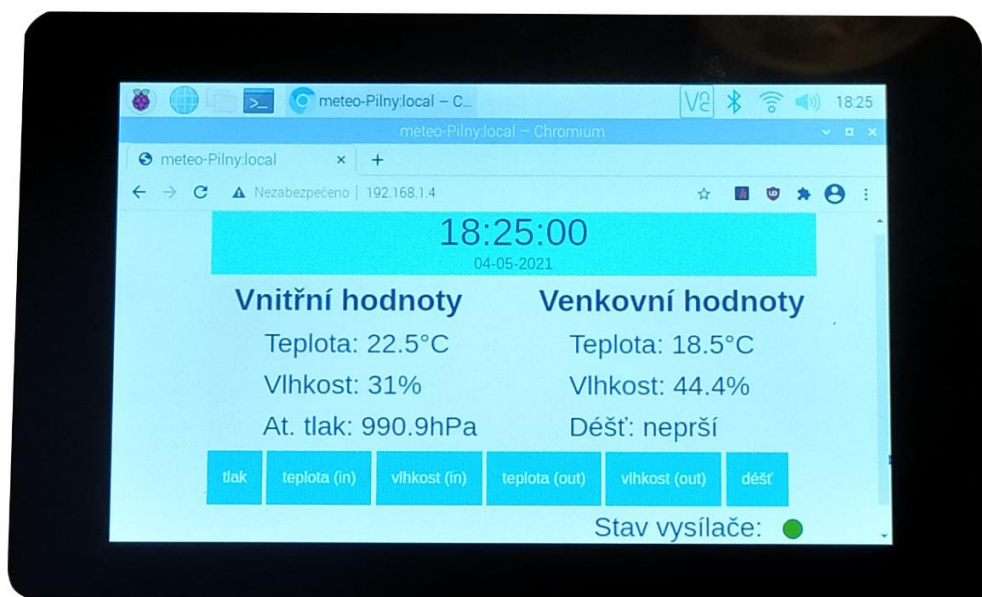 meteo-Pilny.local – C...
18:25
meteo-Pilny.local – Chromium
meteo-Pilny.local
Nezabezpečeno | 192.168.1.4
18:25:00
04-05-2021
Vnitřní hodnoty
Teplota: 22.5°C
Vlhkost: 31%
At. tlak: 990.9hPa
Venkovní hodnoty
Teplota: 18.5°C
Vlhkost: 44.4%
Déšť: neprší
tlak teplota (in) vlhkost (in) teplota (out) vlhkost (out) déšť
Stav vysílače: